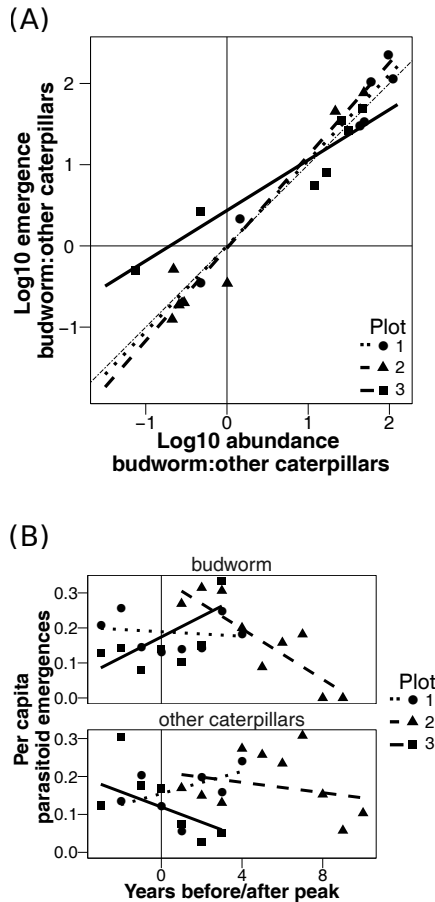 (A)
Log10 emergence
budworm:other caterpillars
2
1
0
−1
Plot
1
2
3
−1
0
1
2
Log10 abundance
budworm:other caterpillars
(B)
budworm
Per capita
parasitoid emergences
0.3
0.2
0.1
0.0
other caterpillars
0.3
0.2
0.1
0.0
Plot
1
2
3
0
4
8
Years before/after peak